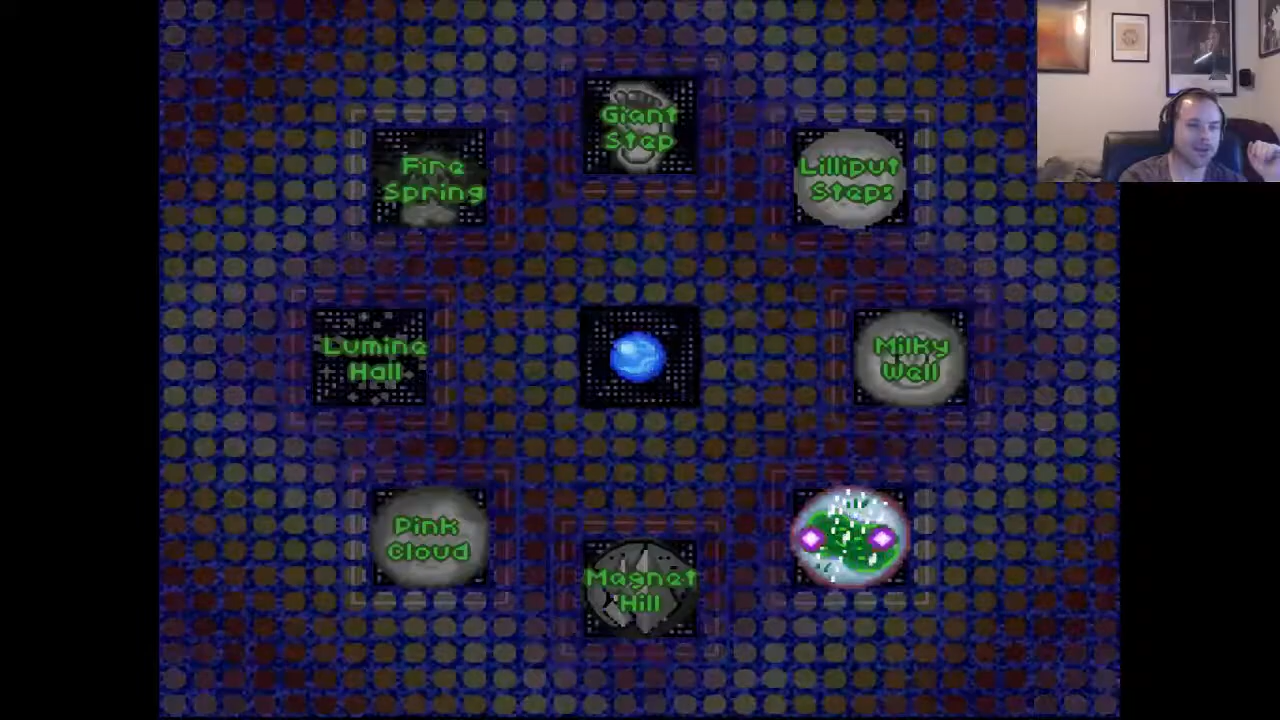 Giant
Step
Fire
Spring
Lilliput
Steps
Lumine
Hall
Milky
Well
Pink
Cloud
Magnet
Hill